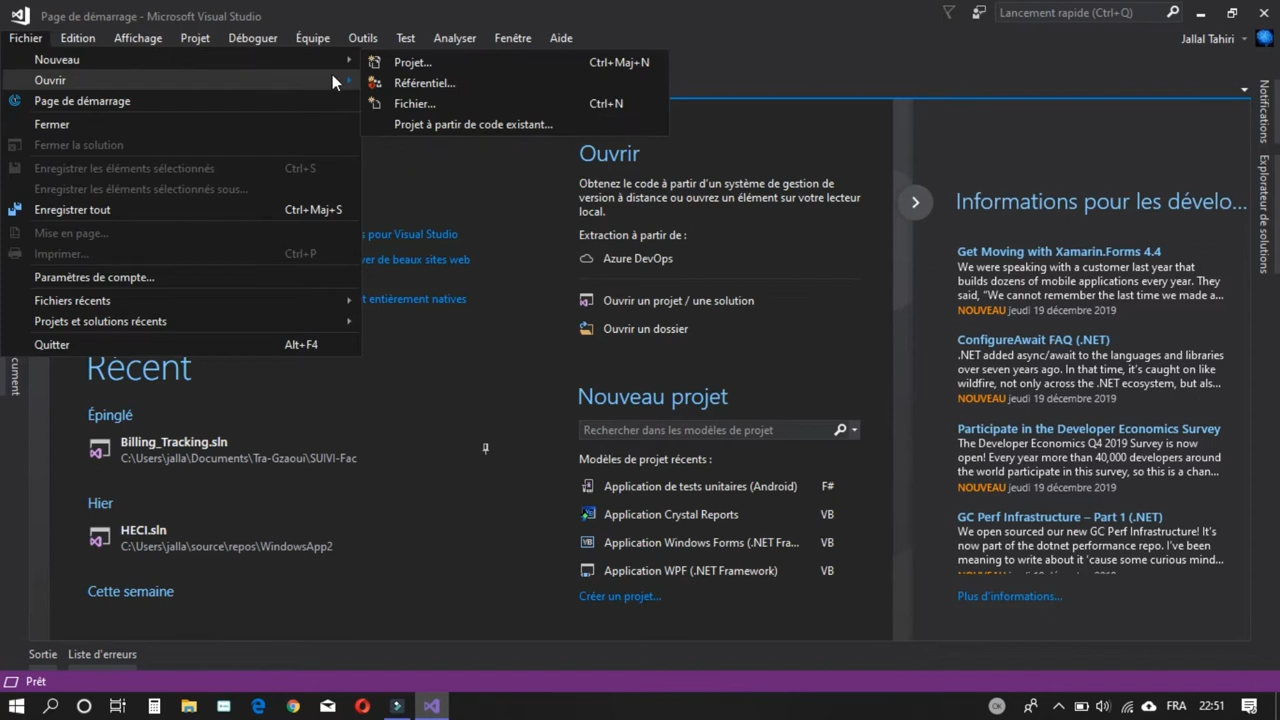 Page de démarrage - Microsoft Visual Studio
Lancement rapide (Ctrl+Q)
Fichier Edition Affichage Projet Déboguer Équipe Outils Test Analyser Fenêtre Aide
Jallal Tahiri
Nouveau
Ouvrir
Page de démarrage
Fermer
Fermer la solution
Enregistrer les éléments sélectionnés Ctrl+S
Enregistrer les éléments sélectionnés sous...
Enregistrer tout Ctrl+Maj+S
Mise en page...
Imprimer... Ctrl+P
Paramètres de compte...
Fichiers récents
Projets et solutions récents
Quitter Alt+F4
Projet... Ctrl+Maj+N
Référentiel...
Fichier... Ctrl+N
Projet à partir de code existant...
s pour Visual Studio
er de beaux sites web
t entièrement natives
ocument
Récent
Épinglé
Billing_Tracking.sln
C:\Users\jalla\Documents\Tra-Gzaoui\SUIVI-Fac
Hier
HECI.sln
C:\Users\jalla\source\repos\WindowsApp2
Cette semaine
Ouvrir
Obtenez le code à partir d'un système de gestion de
version à distance ou ouvrez un élément sur votre lecteur
local.
Extraction à partir de :
Azure DevOps
Ouvrir un projet / une solution
Ouvrir un dossier
Nouveau projet
Rechercher dans les modèles de projet
Modèles de projet récents :
Application de tests unitaires (Android) F#
Application Crystal Reports VB
Application Windows Forms (.NET Fra... VB
Application WPF (.NET Framework) VB
Créer un projet...
Informations pour les dévelo...
Get Moving with Xamarin.Forms 4.4
We were speaking with a customer last year that
builds dozens of mobile applications every year. They
said, "We cannot remember the last time we made a...
NOUVEAU jeudi 19 décembre 2019
ConfigureAwait FAQ (.NET)
.NET added async/await to the languages and libraries
over seven years ago. In that time, it's caught on like
wildfire, not only across the .NET ecosystem, but als...
NOUVEAU jeudi 19 décembre 2019
Participate in the Developer Economics Survey
The Developer Economics Q4 2019 Survey is now
open! Every year more than 40,000 developers around
the world participate in this survey, so this is a chan...
NOUVEAU jeudi 19 décembre 2019
GC Perf Infrastructure – Part 1 (.NET)
We open sourced our new GC Perf Infrastructure! It's
now part of the dotnet performance repo. I've been
meaning to write about it 'cause some curious mind...
NOUVEAU jeudi 19 décembre 2019
Plus d'informations...
Notifications
Explorateur de solutions
Sortie Liste d'erreurs
Prêt
FRA 22:51